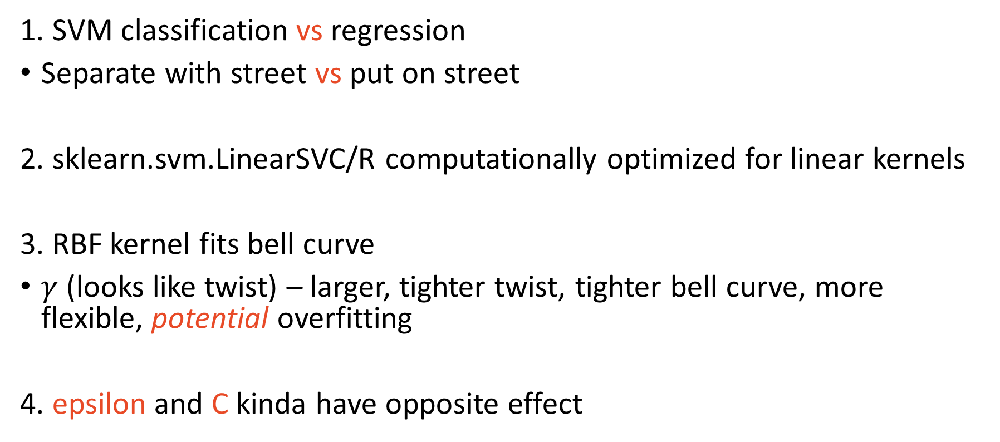 1. SVM classification vs regression
• Separate with street vs put on street
2. sklearn.svm.LinearSVC/R computationally optimized for linear kernels
3. RBF kernel fits bell curve
• γ (looks like twist) – larger, tighter twist, tighter bell curve, more
flexible, potential overfitting
4. epsilon and C kinda have opposite effect